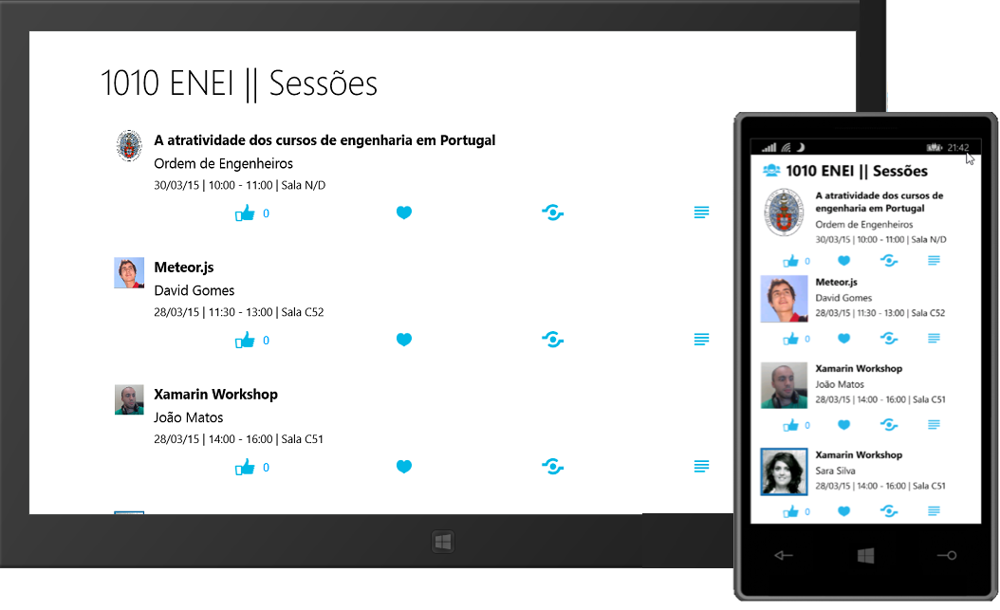 1010 ENEI || Sessões
A atratividade dos cursos de engenharia em Portugal
Ordem de Engenheiros
30/03/15 | 10:00 - 11:00 | Sala N/D
0
Meteor.js
David Gomes
28/03/15 | 11:30 - 13:00 | Sala C52
0
Xamarin Workshop
João Matos
28/03/15 | 14:00 - 16:00 | Sala C51
0
21:42
1010 ENEI || Sessões
A atratividade dos cursos de
engenharia em Portugal
Ordem de Engenheiros
30/03/15 | 10:00 - 11:00 | Sala N/D
0
Meteor.js
David Gomes
28/03/15 | 11:30 - 13:00 | Sala C52
0
Xamarin Workshop
João Matos
28/03/15 | 14:00 - 16:00 | Sala C51
0
Xamarin Workshop
Sara Silva
28/03/15 | 14:00 - 16:00 | Sala C51
0